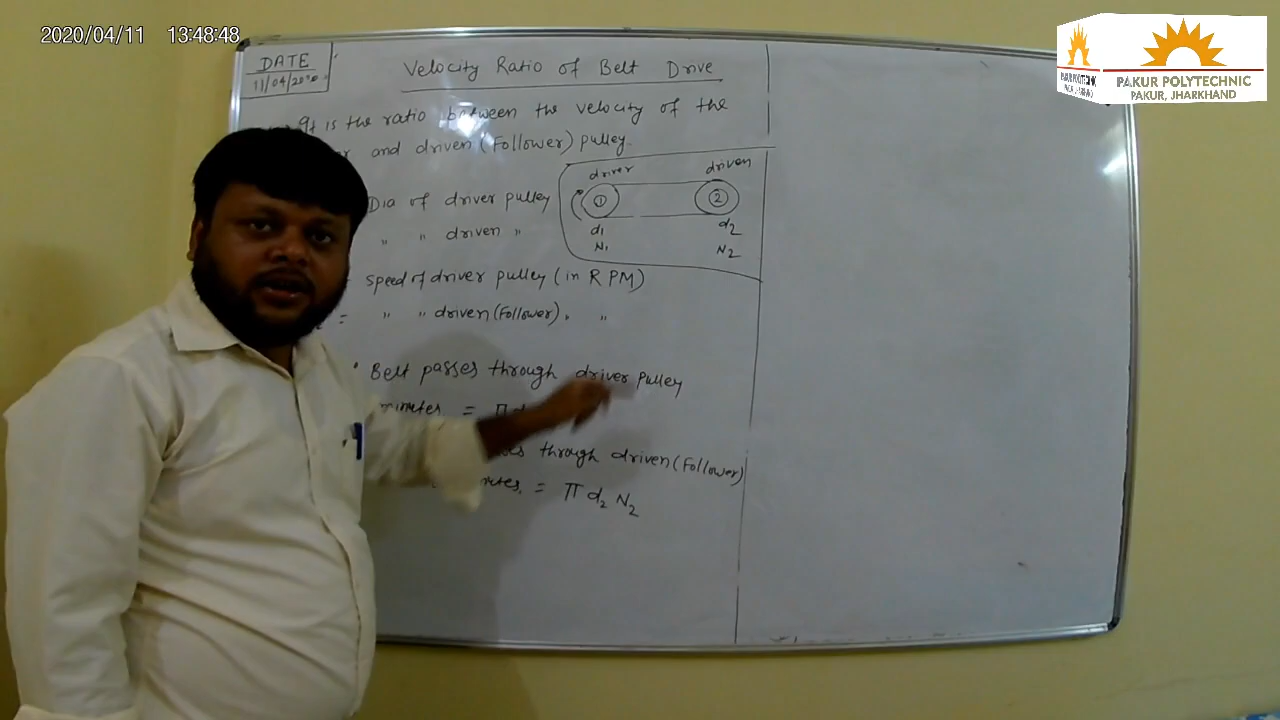 2020/04/11 13:48:48
PAKUR POLYTECHNIC
PAKUR, JHARKHAND
PAKUR POLYTECHNIC
DATE
11/04/2020
Velocity Ratio of Belt Drive
It is the ratio between the velocity of the
and driven (Follower) pulley.
driver driven
① ②
d₁ d₂
N₁ N₂
Dia of driver pulley
" " driven "
speed of driver pulley (in RPM)
= " " driven (Follower) " "
Belt passes through driver pulley
minutes = π d
through driven (Follower)
= π d₂ N₂